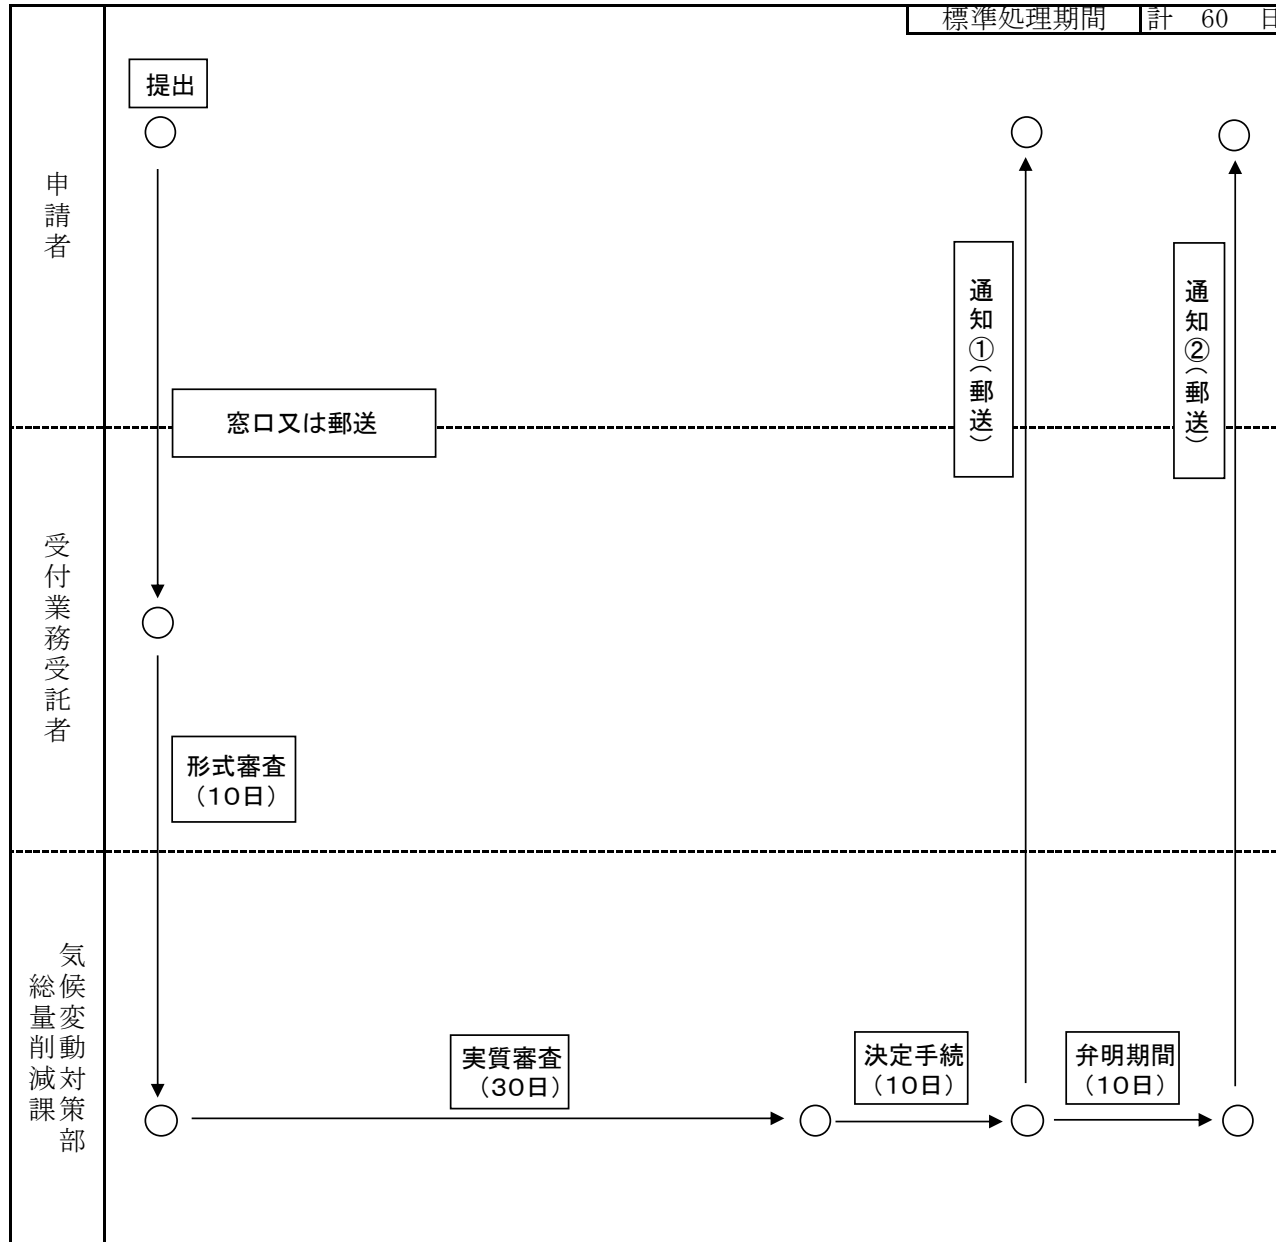 標準処理期間 計 60 日
提出
申請者
通知①(郵送)
通知②(郵送)
窓口又は郵送
受付業務受託者
形式審査
(10日)
気候変動対策部
総量削減課
実質審査
(30日)
決定手続
(10日)
弁明期間
(10日)